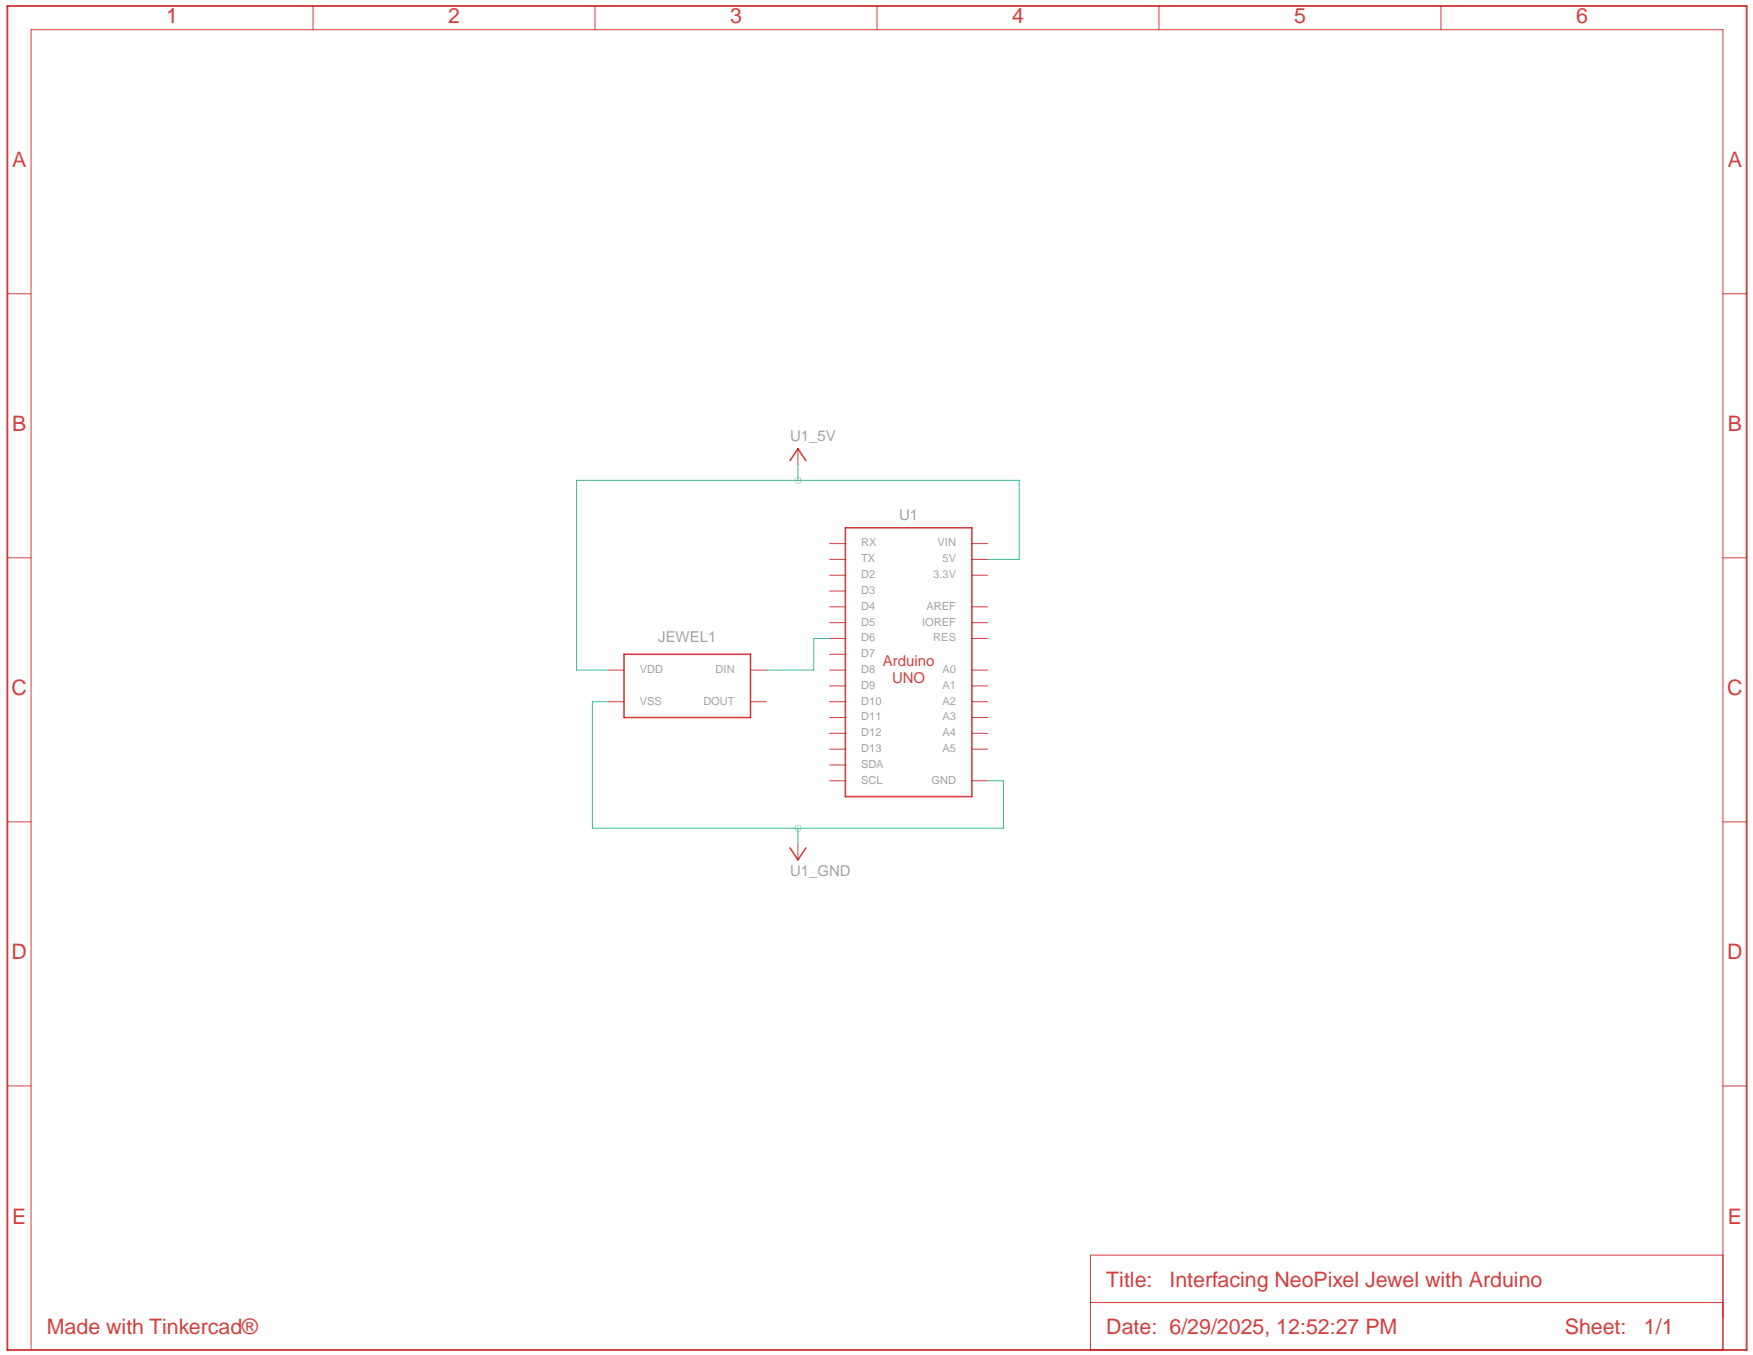 1 2 3 4 5 6
A A
B B
U1_5V
U1
RX VIN
TX 5V
D2 3.3V
D3
D4 AREF
D5 IOREF
D6 RES
JEWEL1
D7
Arduino
UNO
VDD DIN
D8 A0
D9 A1
C C
VSS DOUT
D10 A2
D11 A3
D12 A4
D13 A5
SDA
SCL GND
U1_GND
D D
E E
Title: Interfacing NeoPixel Jewel with Arduino
Made with Tinkercad®
Date: 6/29/2025, 12:52:27 PM Sheet: 1/1